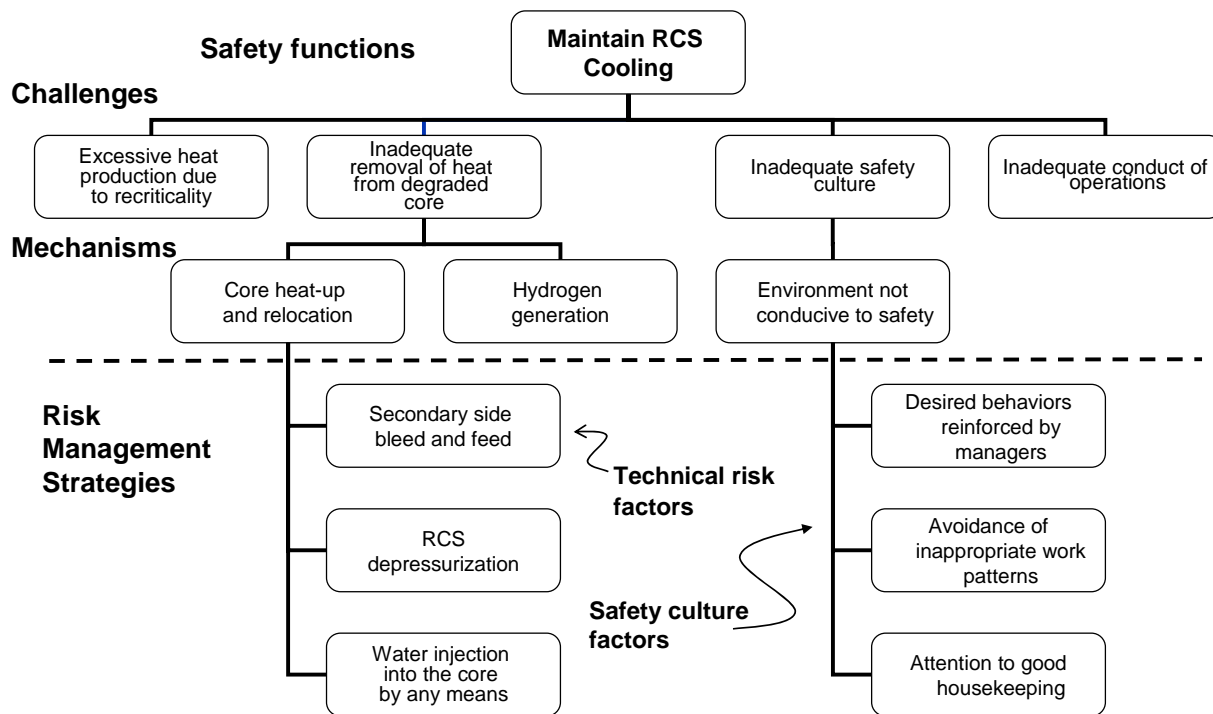 Safety functions
Maintain RCS
Cooling
Challenges
Excessive heat
production due
to recriticality
Inadequate
removal of heat
from degraded
core
Inadequate safety
culture
Inadequate conduct of
operations
Mechanisms
Core heat-up
and relocation
Hydrogen
generation
Environment not
conducive to safety
Risk
Management
Strategies
Secondary side
bleed and feed
Technical risk
factors
RCS
depressurization
Safety culture
factors
Water injection
into the core
by any means
Desired behaviors
reinforced by
managers
Avoidance of
inappropriate work
patterns
Attention to good
housekeeping